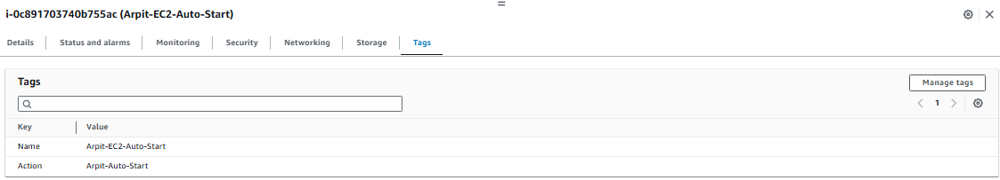 i-0c891703740b755ac (Arpit-EC2-Auto-Start)
Details Status and alarms Monitoring Security Networking Storage Tags
Tags
Manage tags
1
Key Value
Name Arpit-EC2-Auto-Start
Action Arpit-Auto-Start